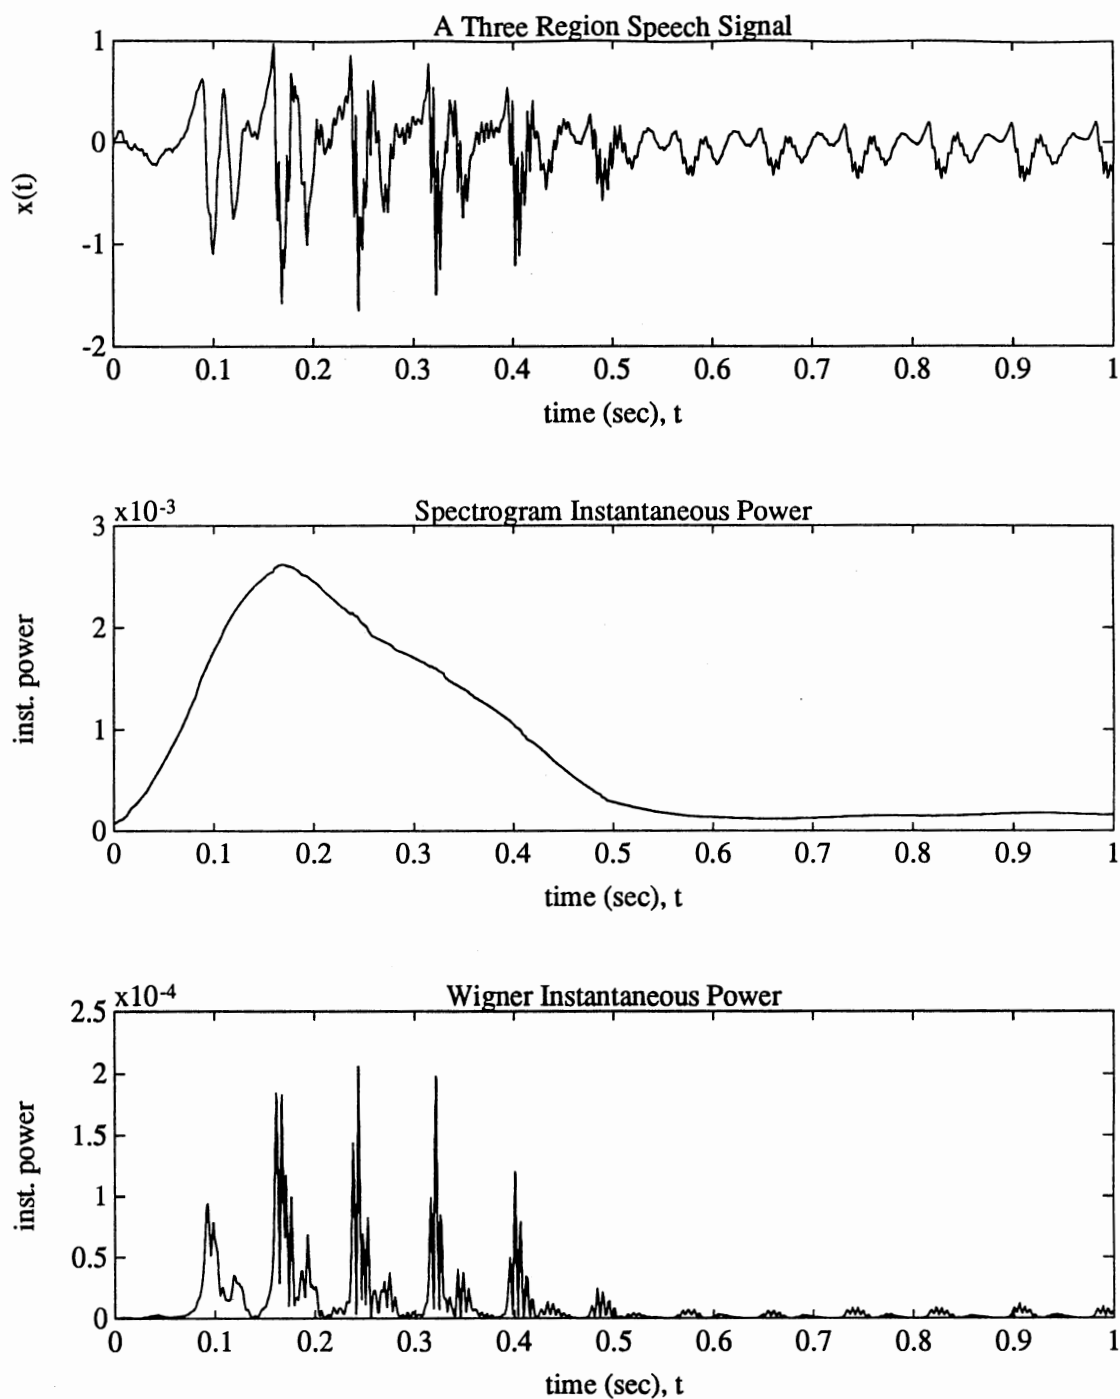 A Three Region Speech Signal
1
0
-1
-2
x(t)
0 0.1 0.2 0.3 0.4 0.5 0.6 0.7 0.8 0.9 1
time (sec), t
Spectrogram Instantaneous Power
x10-3
3
2
1
0
inst. power
0 0.1 0.2 0.3 0.4 0.5 0.6 0.7 0.8 0.9 1
time (sec), t
Wigner Instantaneous Power
x10-4
2.5
2
1.5
1
0.5
0
inst. power
0 0.1 0.2 0.3 0.4 0.5 0.6 0.7 0.8 0.9 1
time (sec), t